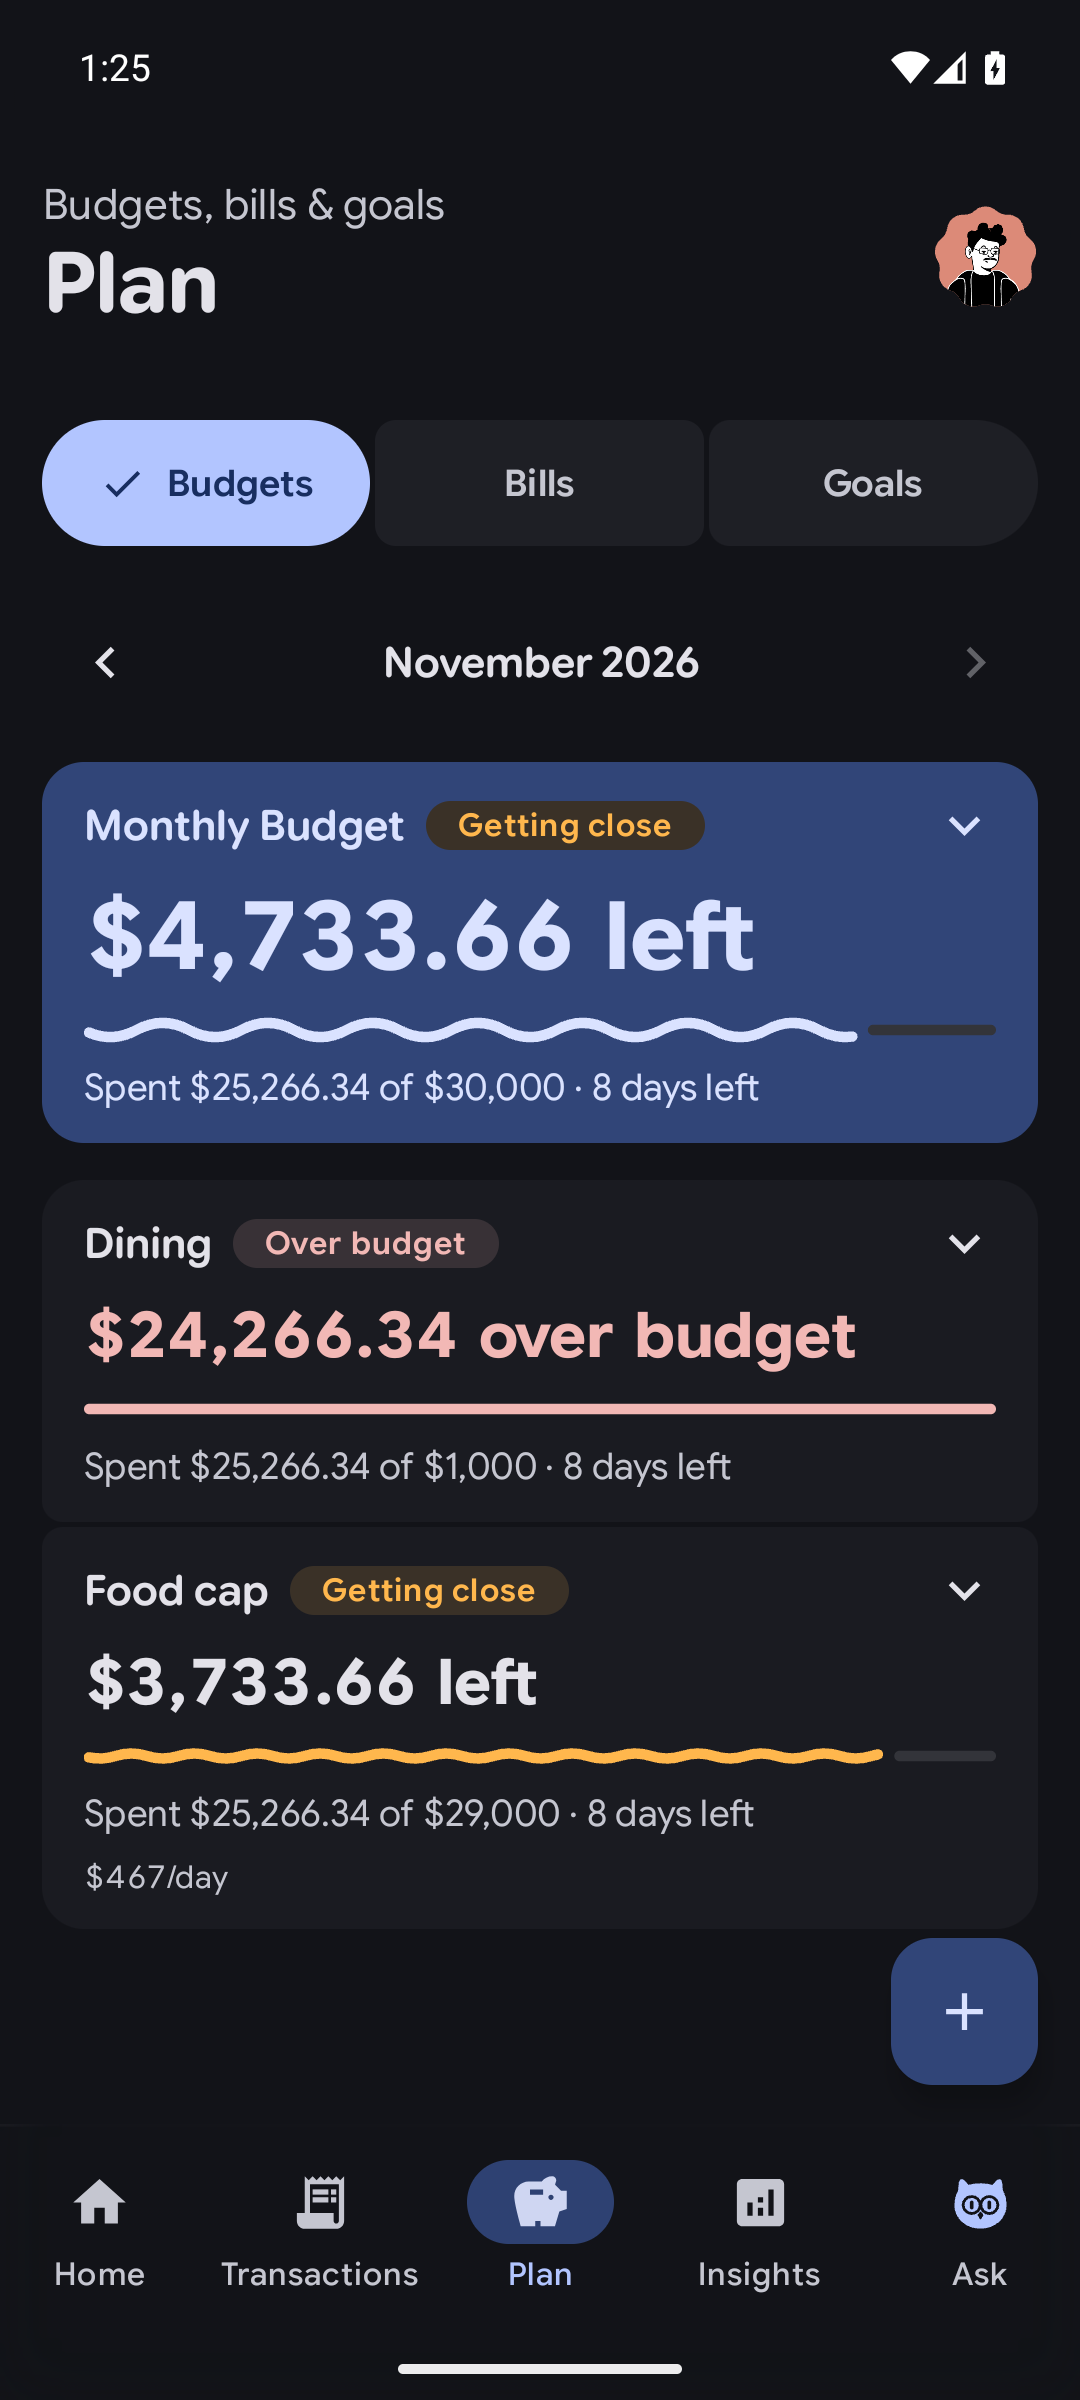 1:25
Budgets, bills & goals
Plan
Budgets
Bills
Goals
November 2026
Monthly Budget
Getting close
$4,733.66 left
Spent $25,266.34 of $30,000 · 8 days left
Dining
Over budget
$24,266.34 over budget
Spent $25,266.34 of $1,000 · 8 days left
Food cap
Getting close
$3,733.66 left
Spent $25,266.34 of $29,000 · 8 days left
$467/day
Home
Transactions
Plan
Insights
Ask